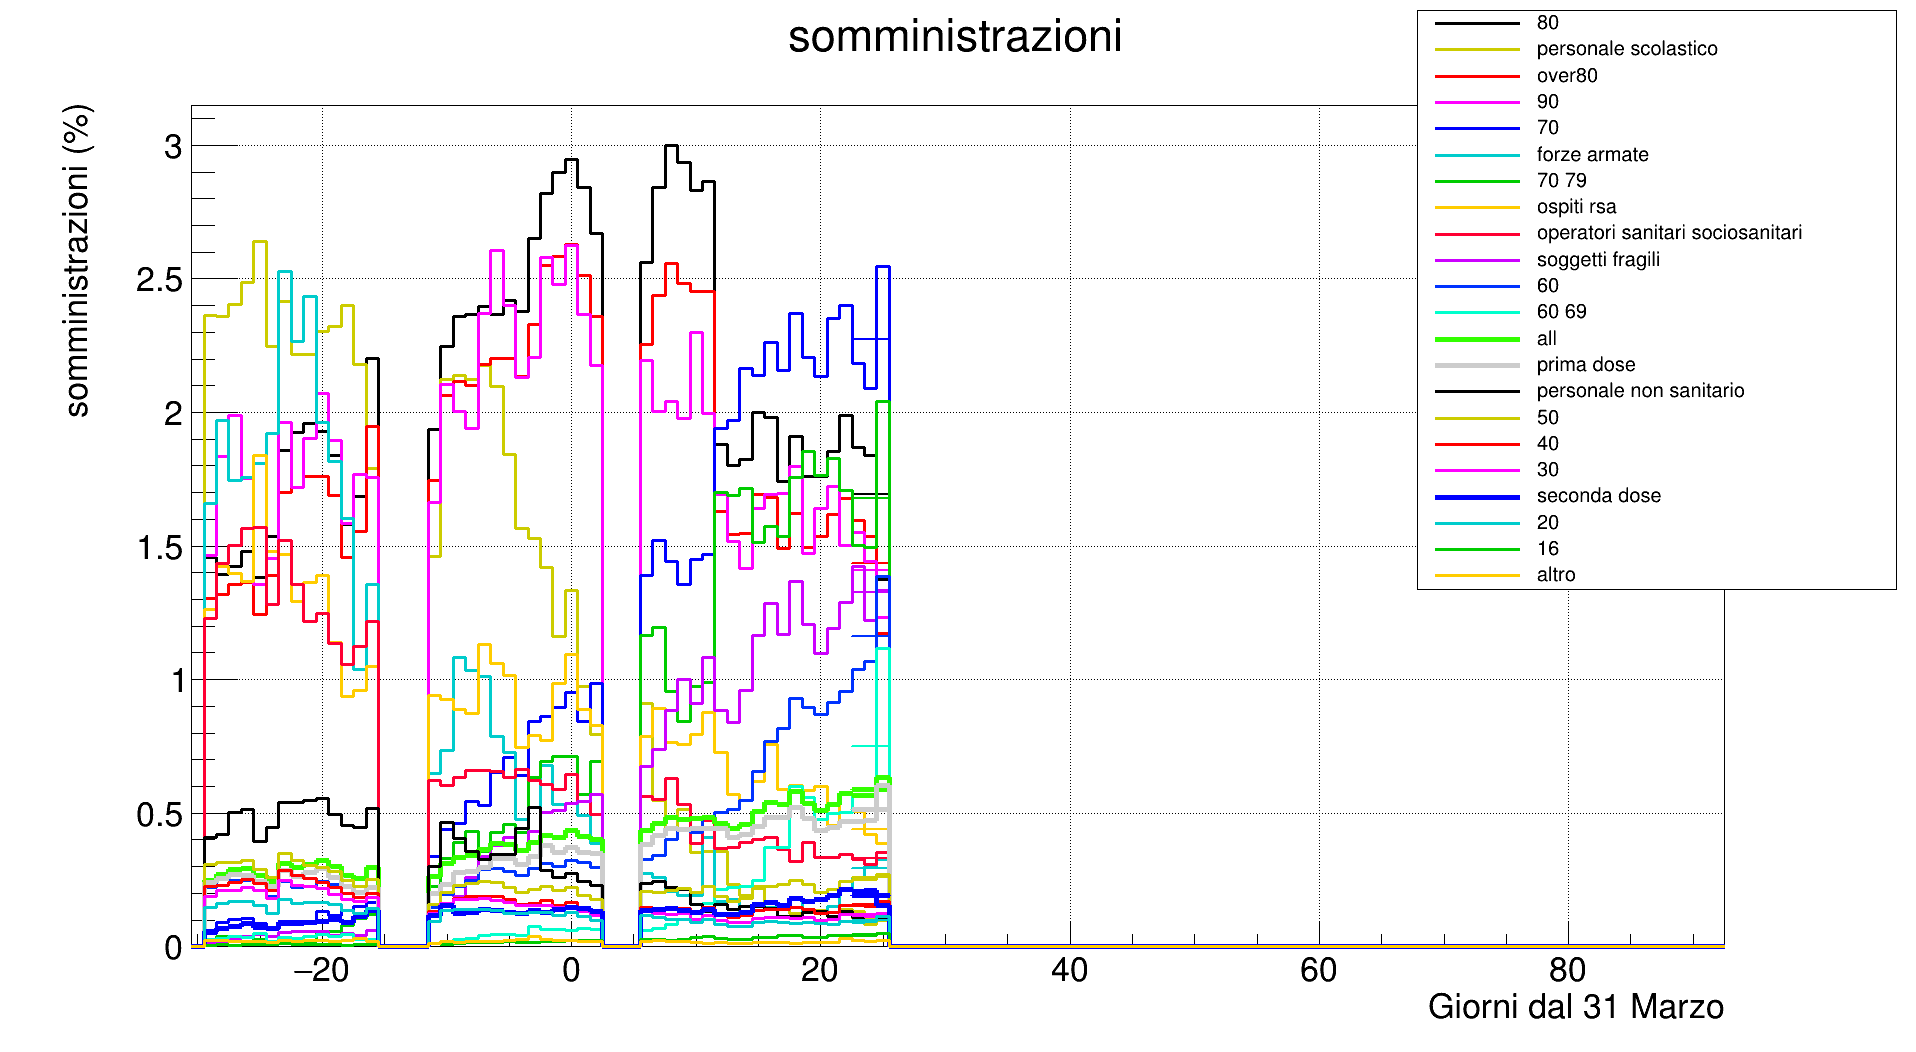 somministrazioni
80
personale scolastico
over80
90
70
forze armate
70 79
ospiti rsa
operatori sanitari sociosanitari
soggetti fragili
60
60 69
all
prima dose
personale non sanitario
50
40
30
seconda dose
20
16
altro
somministrazioni (%)
3
2.5
2
1.5
1
0.5
0
−20 0 20 40 60 80
Giorni dal 31 Marzo